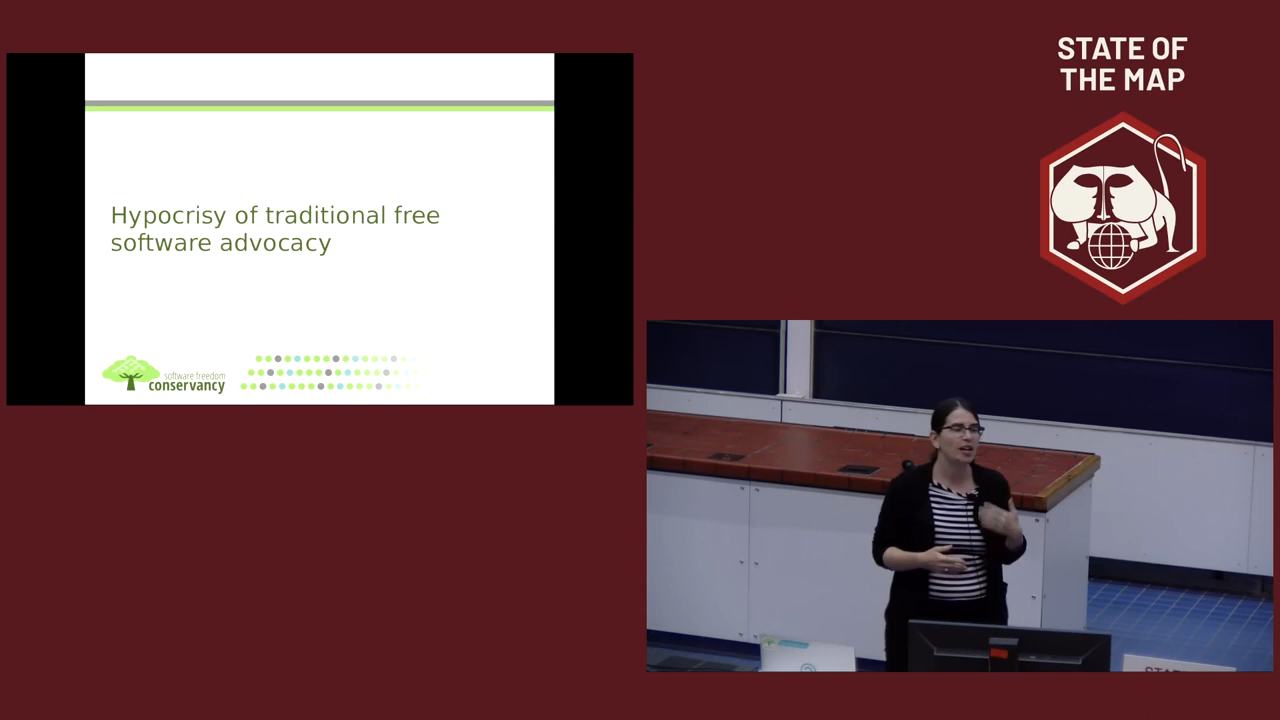 Hypocrisy of traditional free
software advocacy
software freedom
conservancy
STATE OF
THE MAP